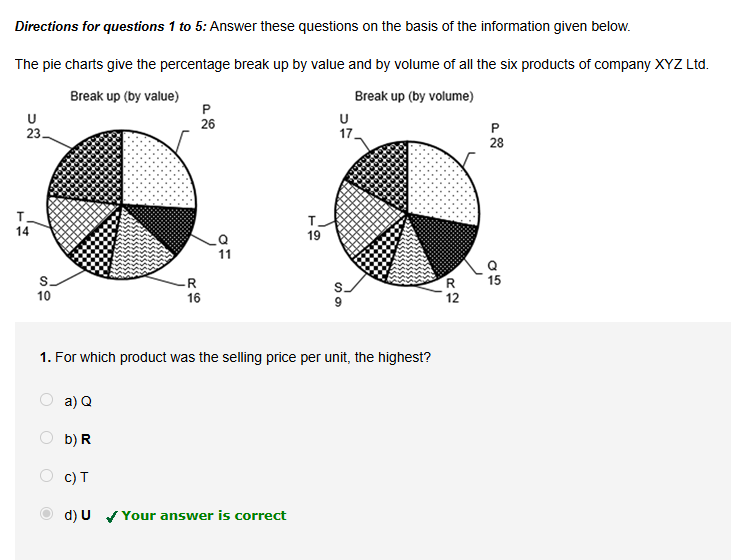 Directions for questions 1 to 5: Answer these questions on the basis of the information given below.
The pie charts give the percentage break up by value and by volume of all the six products of company XYZ Ltd.
Break up (by value)
P
26
U
23
T
14
Q
11
S
10
R
16
Break up (by volume)
U
17
P
28
T
19
Q
15
S
9
R
12
1. For which product was the selling price per unit, the highest?
a) Q
b) R
c) T
d) U ✓ Your answer is correct